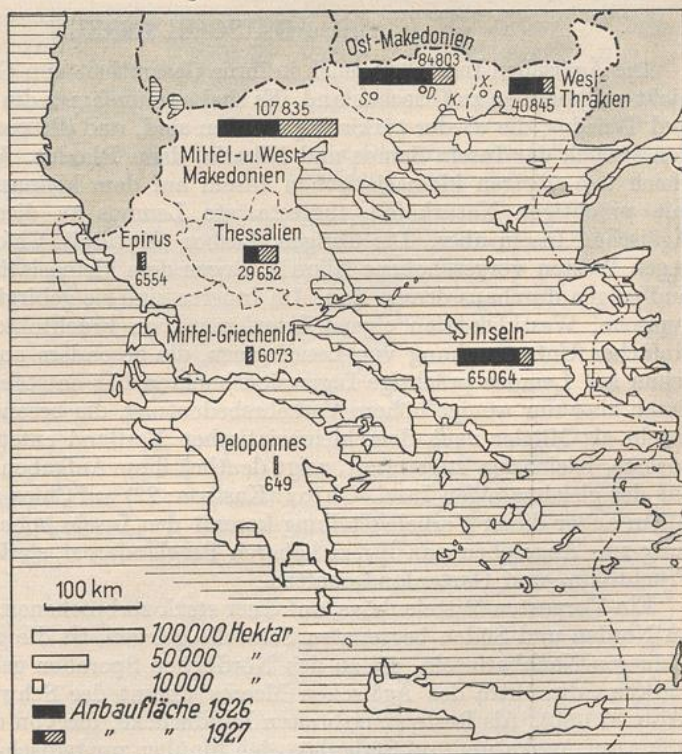 Ost-Makedonien
84803
S.
D.
K.
X.
West-
Thrakien
40845
107835
Mittel-u.West-
Makedonien
Epirus
6554
Thessalien
29652
Mittel-Griechenld.
6073
Inseln
65064
Peloponnes
649
100 km
100000 Hektar
50000 "
10000 "
Anbaufläche 1926
" " 1927